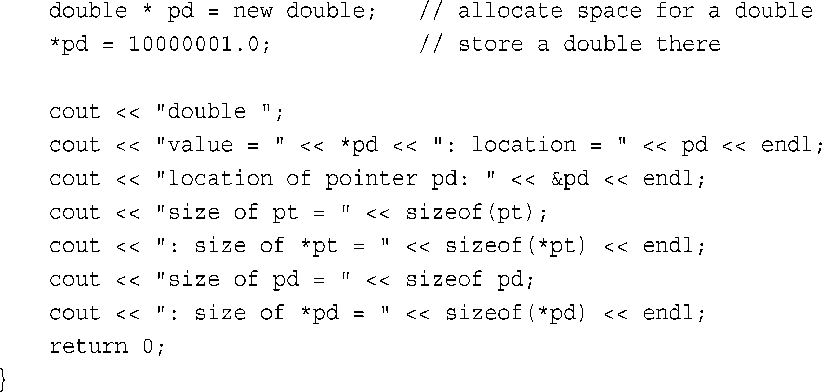 double * pd = new double;   // allocate space for a double
*pd = 10000001.0;           // store a double there
cout << "double ";
cout << "value = " << *pd << ": location = " << pd << endl;
cout << "location of pointer pd: " << &pd << endl;
cout << "size of pt = " << sizeof(pt);
cout << ": size of *pt = " << sizeof(*pt) << endl;
cout << "size of pd = " << sizeof pd;
cout << ": size of *pd = " << sizeof(*pd) << endl;
return 0;
}